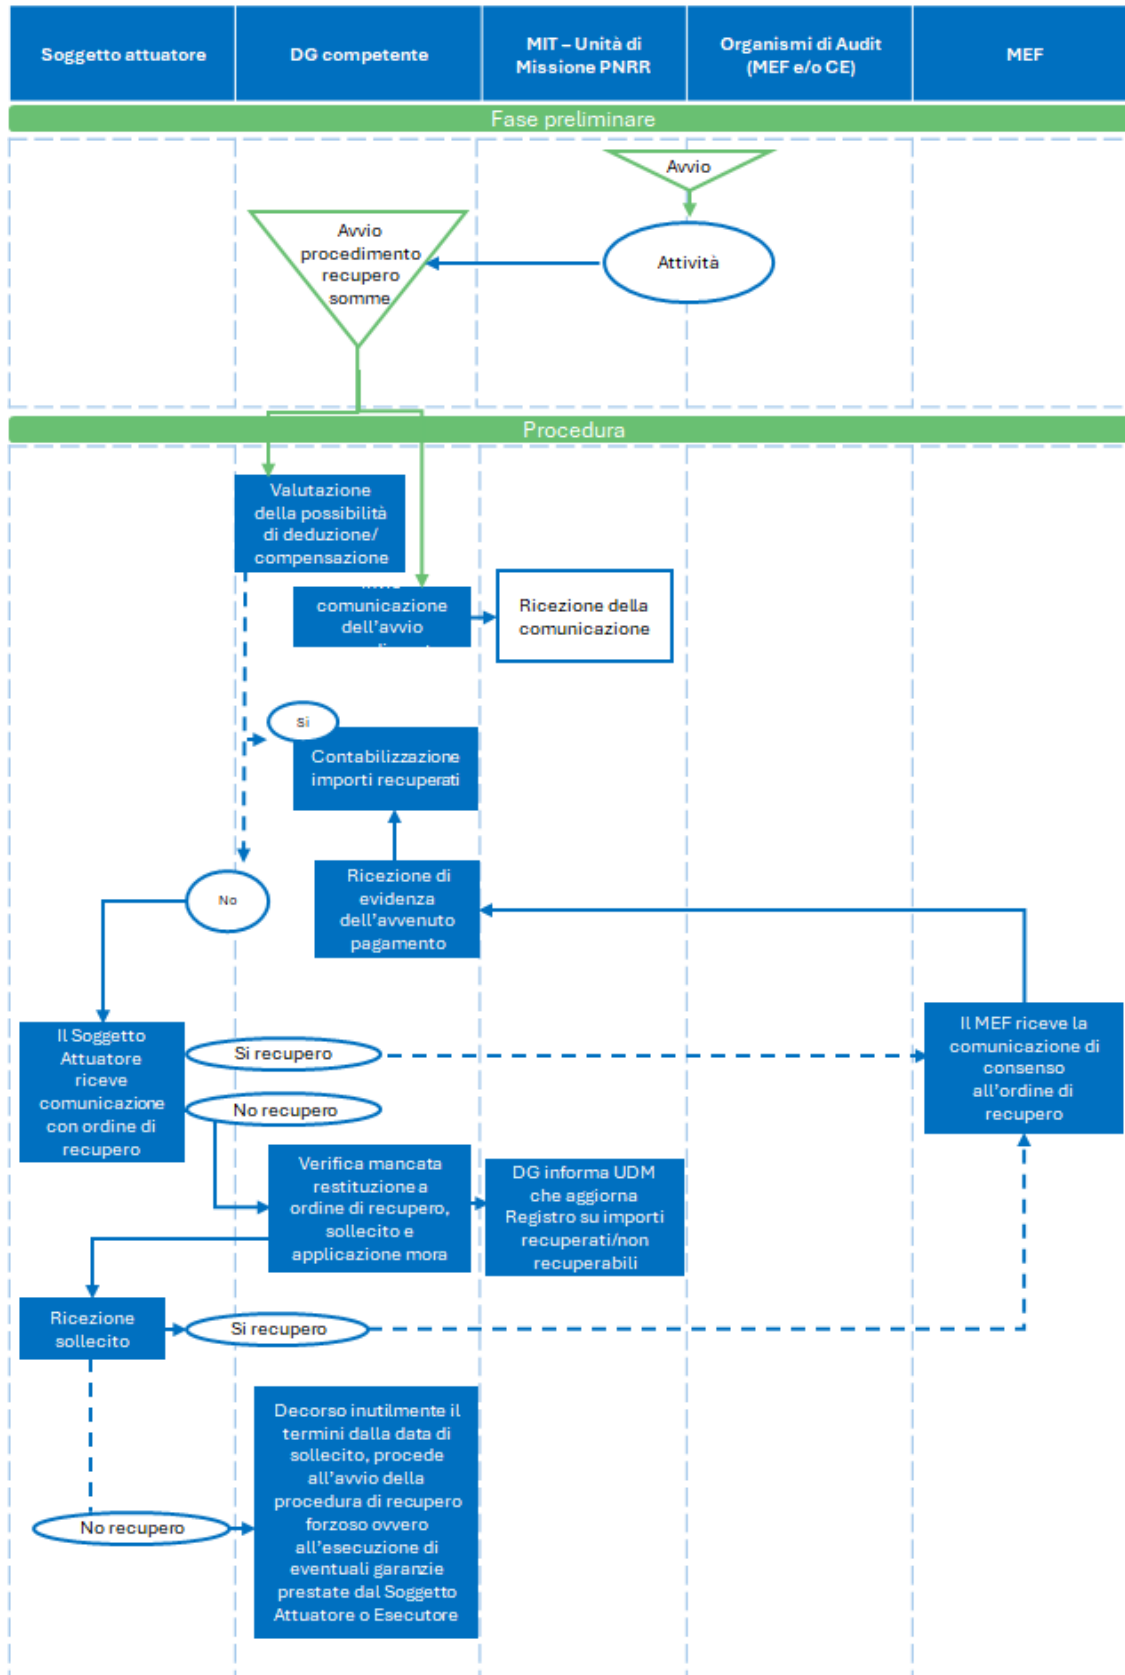 Soggetto attuatore
DG competente
MIT – Unità di
Missione PNRR
Organismi di Audit
(MEF e/o CE)
MEF
Fase preliminare
Avvio
Avvio
procedimento
recupero
somme
Attività
Procedura
Valutazione
della possibilità
di deduzione/
compensazione
comunicazione
dell'avvio
Ricezione della
comunicazione
Si
Contabilizzazione
importi recuperati
Ricezione di
evidenza
dell'avvenuto
pagamento
No
Il Soggetto
Attuatore
riceve
comunicazione
con ordine di
recupero
Si recupero
No recupero
Il MEF riceve la
comunicazione di
consenso
all'ordine di
recupero
Verifica mancata
restituzione a
ordine di recupero,
sollecito e
applicazione mora
DG informa UDM
che aggiorna
Registro su importi
recuperati/non
recuperabili
Ricezione
sollecito
Si recupero
Decorso inutilmente il
termini dalla data di
sollecito, procede
all'avvio della
procedura di recupero
forzoso ovvero
all'esecuzione di
eventuali garanzie
prestate dal Soggetto
Attuatore o Esecutore
No recupero